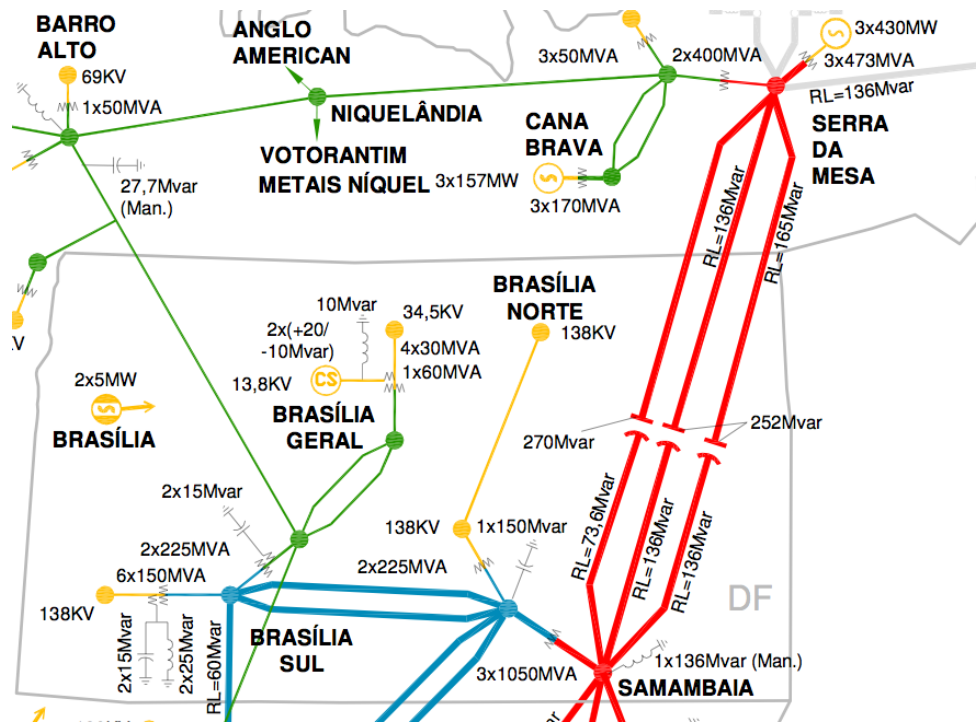 BARRO
ALTO
69KV
1x50MVA
27,7Mvar
(Man.)
ANGLO
AMERICAN
NIQUELÂNDIA
VOTORANTIM
METAIS NÍQUEL
3x50MVA
2x400MVA
3x430MW
3x473MVA
RL=136Mvar
SERRA
DA
MESA
CANA
BRAVA
3x157MW
3x170MVA
RL=136Mvar
RL=165Mvar
BRASÍLIA
NORTE
138KV
10Mvar
34,5KV
2x(+20/
-10Mvar)
4x30MVA
1x60MVA
13,8KV
CS
BRASÍLIA
GERAL
2x5MW
BRASÍLIA
270Mvar
252Mvar
2x15Mvar
138KV
1x150Mvar
RL=73,6Mvar
RL=136Mvar
RL=136Mvar
2x225MVA
2x225MVA
6x150MVA
138KV
DF
BRASÍLIA
SUL
2x15Mvar
2x25Mvar
RL=60Mvar
3x1050MVA
1x136Mvar (Man.)
SAMAMBAIA